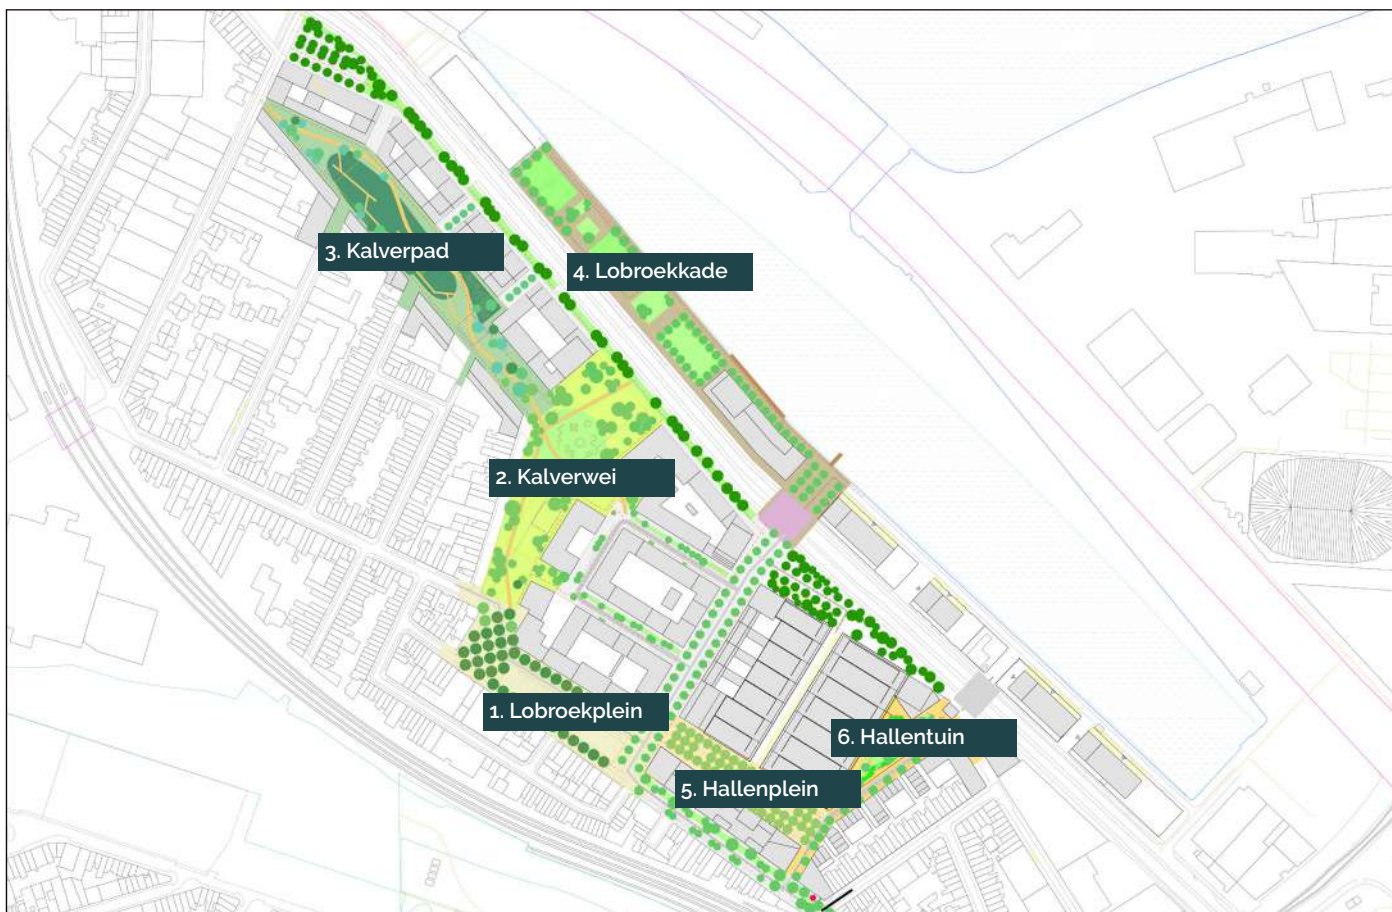 3. Kalverpad
4. Lobroekkade
2. Kalverwei
1. Lobroekplein
6. Hallentuin
5. Hallenplein